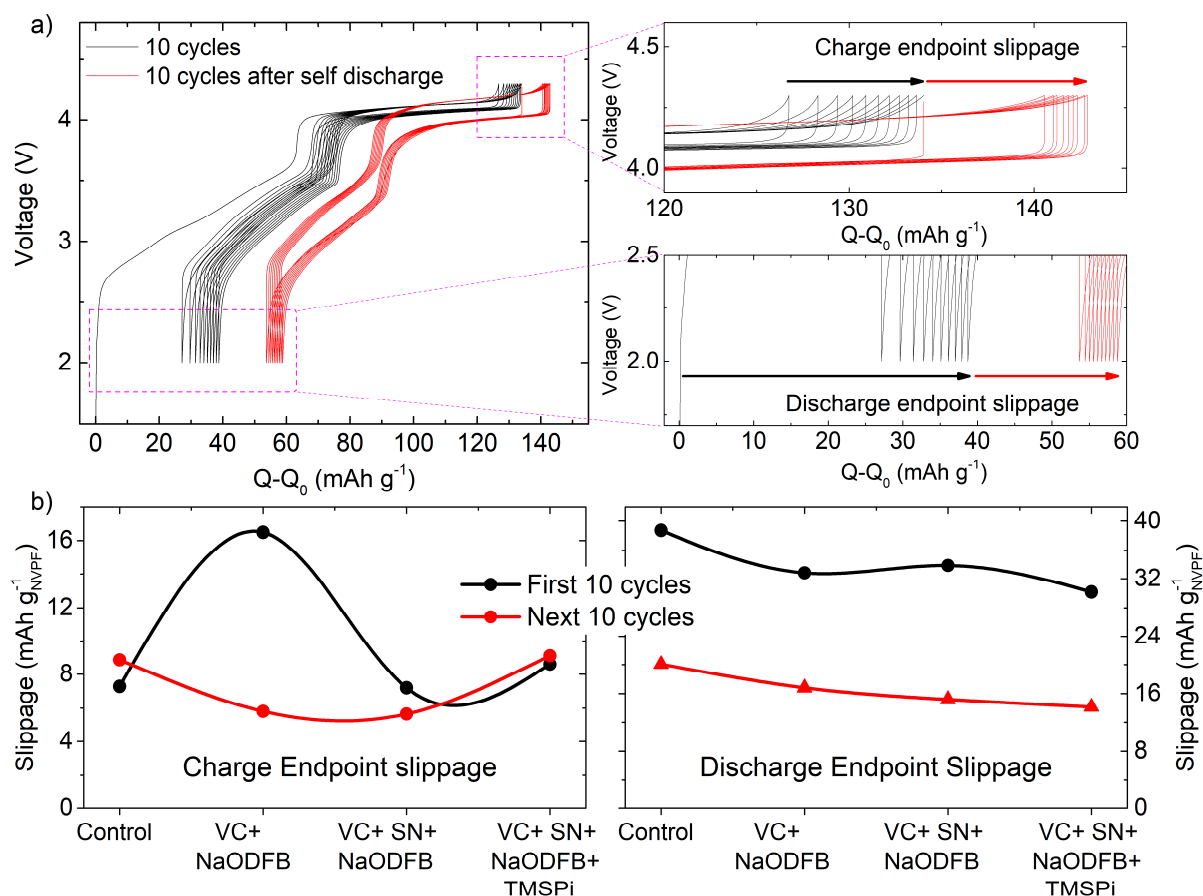 a)
10 cycles
10 cycles after self discharge
Voltage (V)
4
3
2
0 20 40 60 80 100 120 140
Q-Q₀ (mAh g⁻¹)
Charge endpoint slippage
Voltage (V)
4.5
4.0
120 130 140
Q-Q₀ (mAh g⁻¹)
Voltage (V)
2.5
2.0
Discharge endpoint slippage
0 10 20 30 40 50 60
Q-Q₀ (mAh g⁻¹)
b)
Slippage (mAh g⁻¹NVPF)
16
12
8
4
0
First 10 cycles
Next 10 cycles
Charge Endpoint slippage
Control
VC+
NaODFB
VC+ SN+
NaODFB
VC+ SN+
NaODFB+
TMSPi
Discharge Endpoint Slippage
40
32
24
16
8
0
Slippage (mAh g⁻¹NVPF)
Control
VC+
NaODFB
VC+ SN+
NaODFB
VC+ SN+
NaODFB+
TMSPi